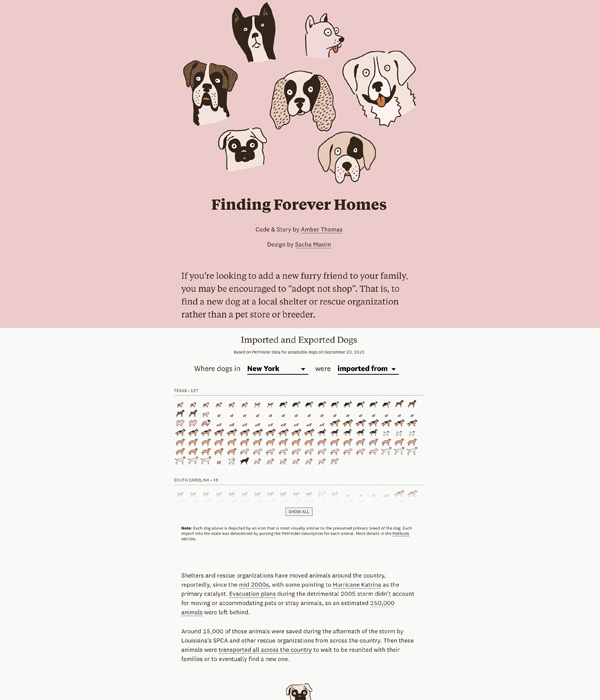 Finding Forever Homes
Code & Story by Amber Thomas
Design by Sacha Maxim
If you're looking to add a new furry friend to your family,
you may be encouraged to "adopt not shop". That is, to
find a new dog at a local shelter or rescue organization
rather than a pet store or breeder.
Imported and Exported Dogs
Based on PetFinder data for adoptable dogs on September 20, 2019
Where dogs in New York were imported from
TEXAS • 127
SOUTH CAROLINA •
SHOW ALL
Note: Each dog above is depicted by an icon that is most visually similar to the presumed primary breed of the dog. Each
import into the state was determined by parsing the PetFinder description for each animal. More details in the Methods
section.
Shelters and rescue organizations have moved animals around the country,
reportedly, since the mid 2000s, with some pointing to Hurricane Katrina as the
primary catalyst. Evacuation plans during the detrimental 2005 storm didn't account
for moving or accommodating pets or stray animals, so an estimated 250,000
animals were left behind.
Around 15,000 of those animals were saved during the aftermath of the storm by
Louisiana's SPCA and other rescue organizations from across the country. Then these
animals were transported all across the country to wait to be reunited with their
families or to eventually find a new one.